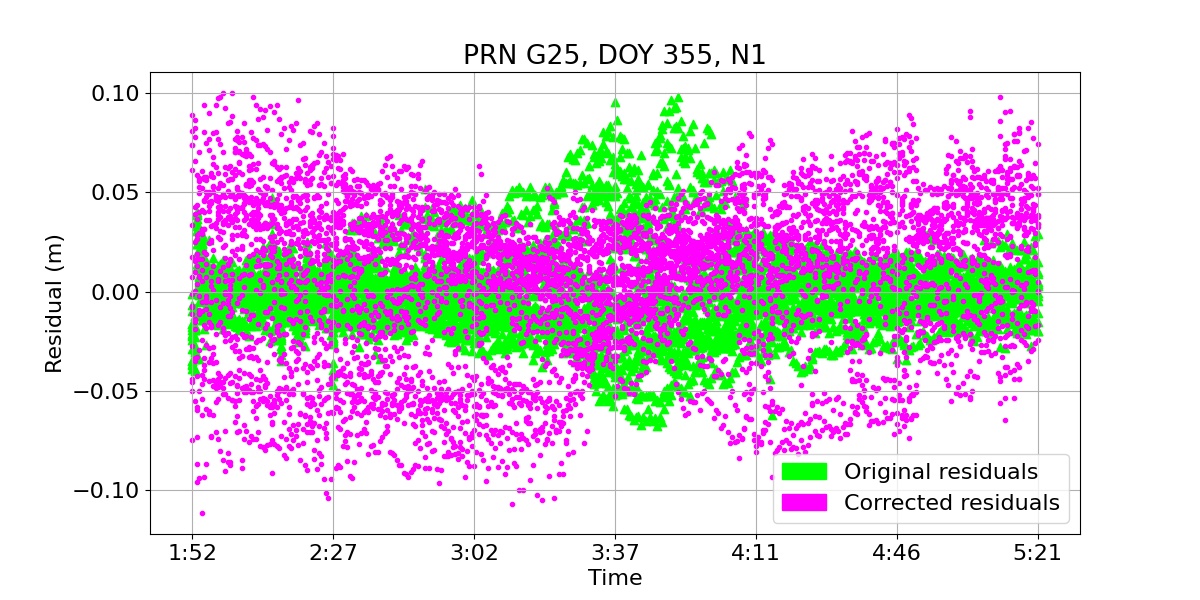 PRN G25, DOY 355, N1
Residual (m)
0.10
0.05
0.00
−0.05
−0.10
Original residuals
Corrected residuals
1:52 2:27 3:02 3:37 4:11 4:46 5:21
Time